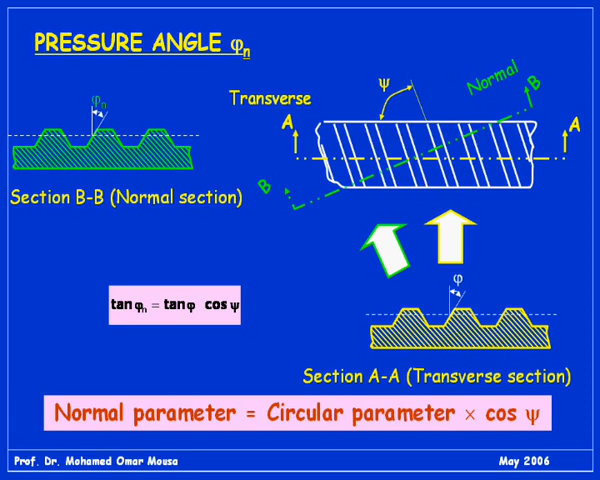 PRESSURE ANGLE φn
φn
Transverse
ψ
Normal
B
A
A
B
Section B-B (Normal section)
φ
tan φn = tan φ cos ψ
Section A-A (Transverse section)
Normal parameter = Circular parameter × cos ψ
Prof. Dr. Mohamed Omar Mousa
May 2006